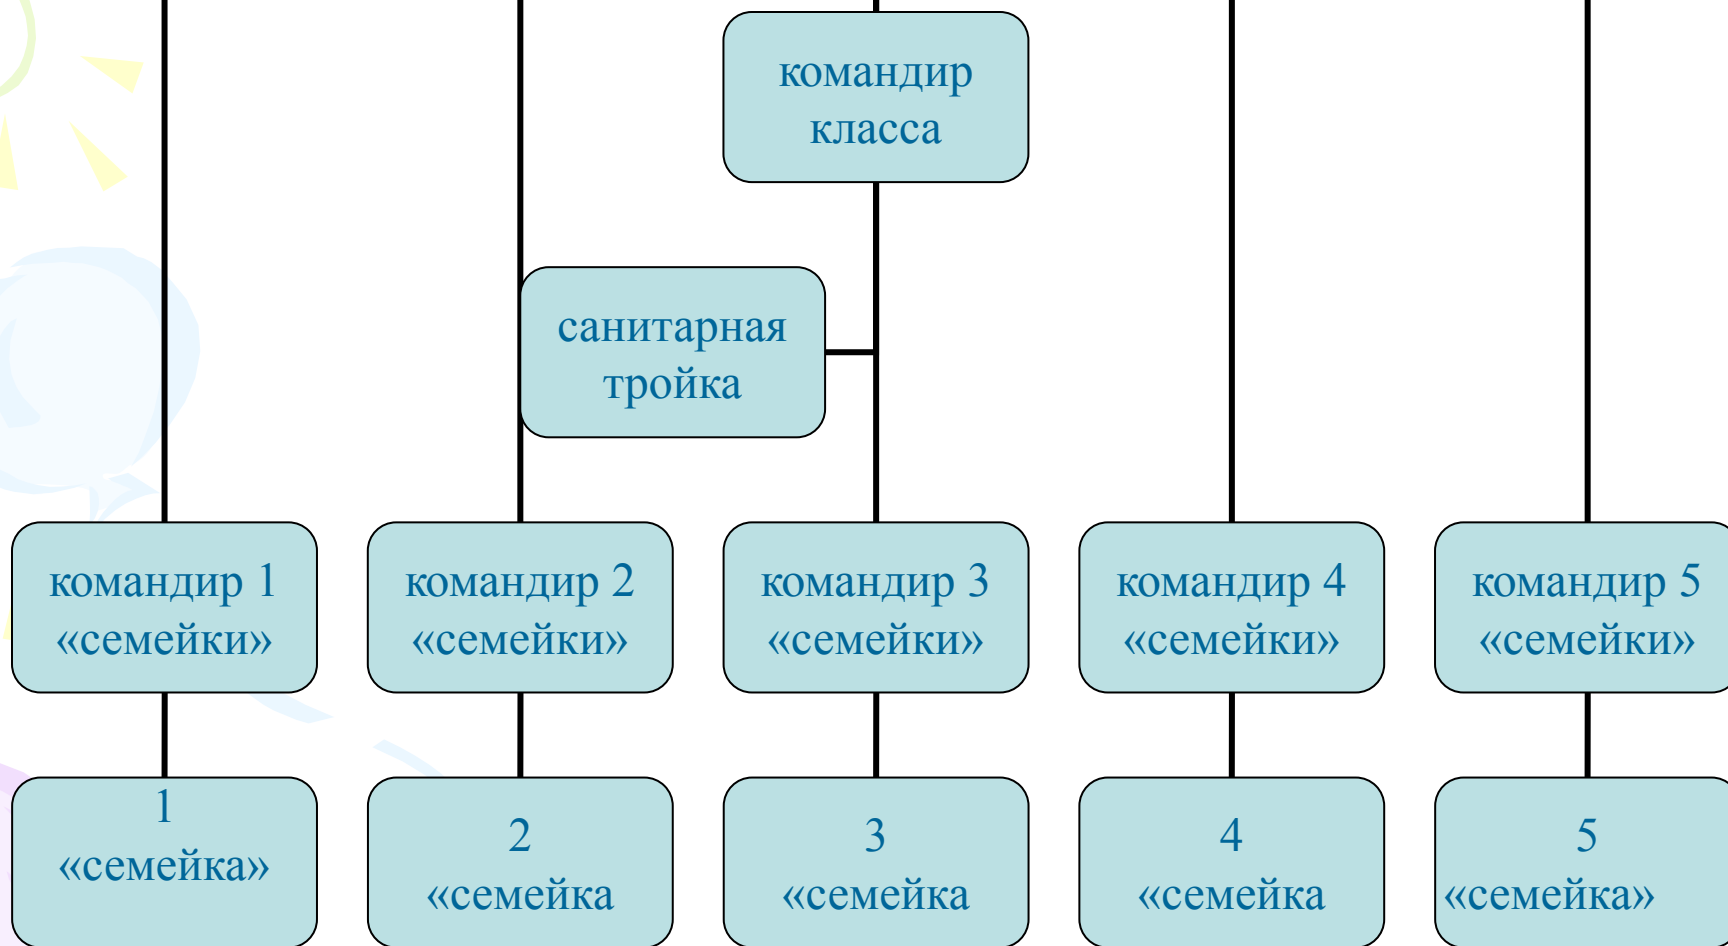 командир
класса
санитарная
тройка
командир 1
«семейки»
командир 2
«семейки»
командир 3
«семейки»
командир 4
«семейки»
командир 5
«семейки»
1
«семейка»
2
«семейка
3
«семейка
4
«семейка
5
«семейка»